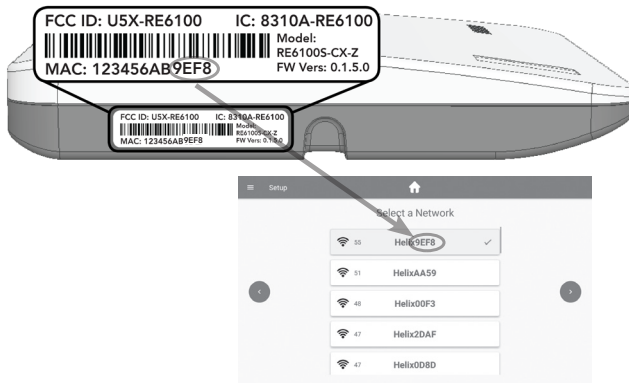 FCC ID: U5X-RE6100 IC: 8310A-RE6100
Model:
RE6100S-CX-Z
MAC: 123456AB9EF8 FW Vers: 0.1.5.0
FCC ID: U5X-RE6100 IC: 8310A-RE6100
Model:
RE6100S-CX-Z
MAC: 123456AB9EF8 FW Vers: 0.1.5.0
Setup
Select a Network
55 Helix9EF8
51 HelixAA59
48 Helix00F3
47 Helix2DAF
47 Helix0D8D